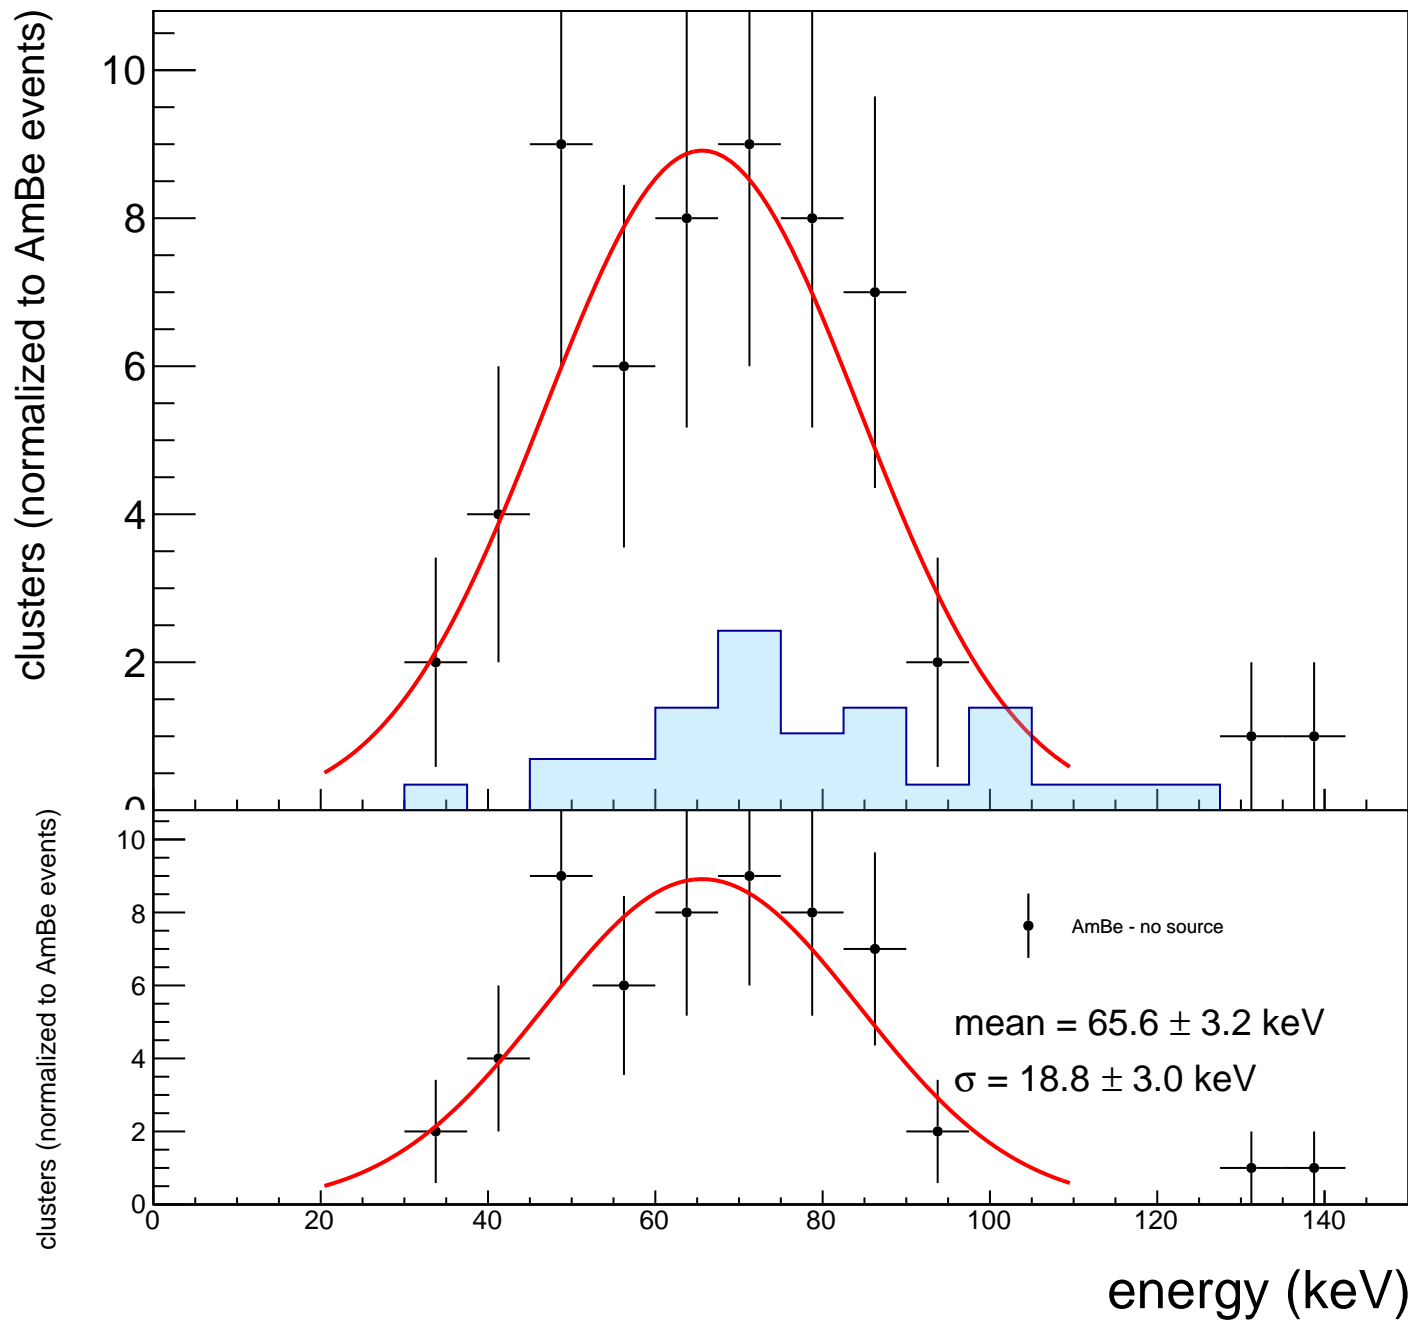 clusters (normalized to AmBe events)
10
8
6
4
2
0
clusters (normalized to AmBe events)
10
8
6
4
2
0
AmBe - no source
mean = 65.6 ± 3.2 keV
σ = 18.8 ± 3.0 keV
0 20 40 60 80 100 120 140
energy (keV)